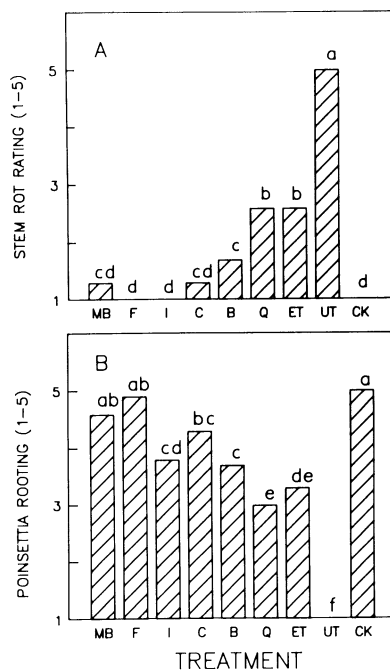 A
STEM ROT RATING (1–5)
5
3
1
cd d d cd c b b a d
MB F I C B Q ET UT CK
B
POINSETTIA ROOTING (1–5)
5
3
1
ab ab cd bc c e de f a
MB F I C B Q ET UT CK
TREATMENT